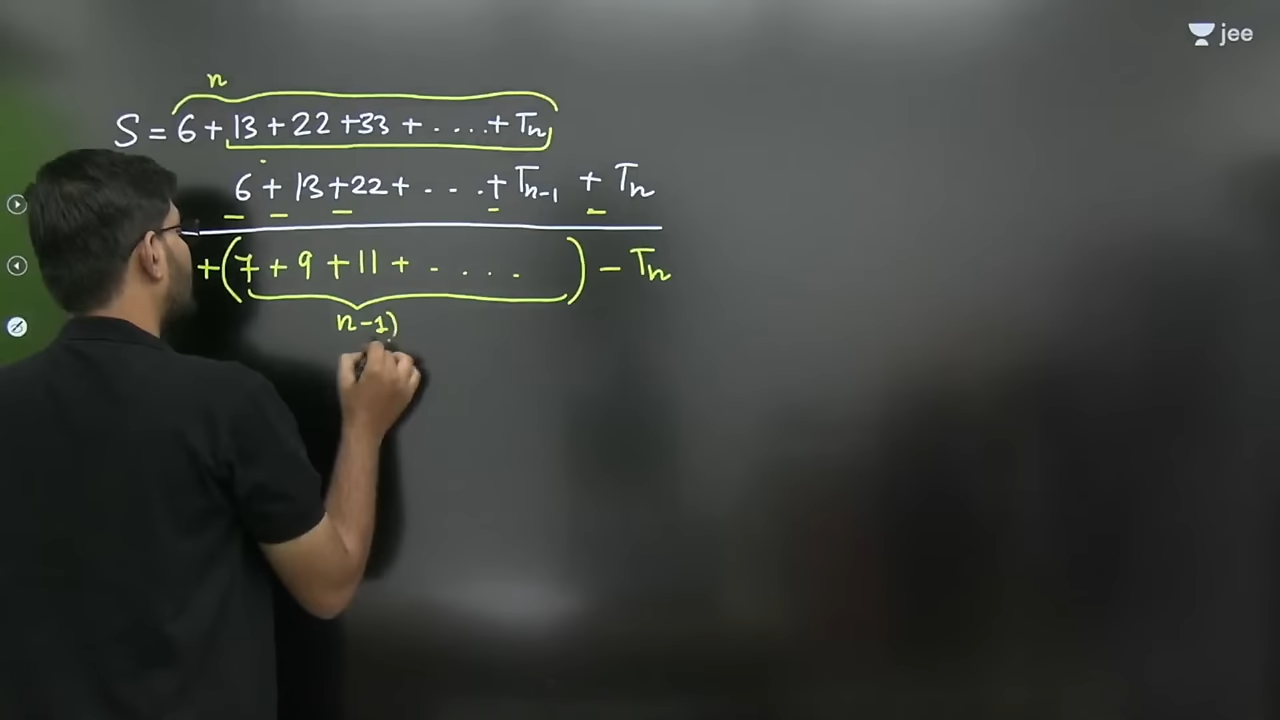 jee
n
S = 6 + 13 + 22 + 33 + .... + Tn
6 + 13 + 22 + - - . . + Tn-1 + Tn
+ ( 7 + 9 + 11 + - . . . . ) - Tn
n-1)